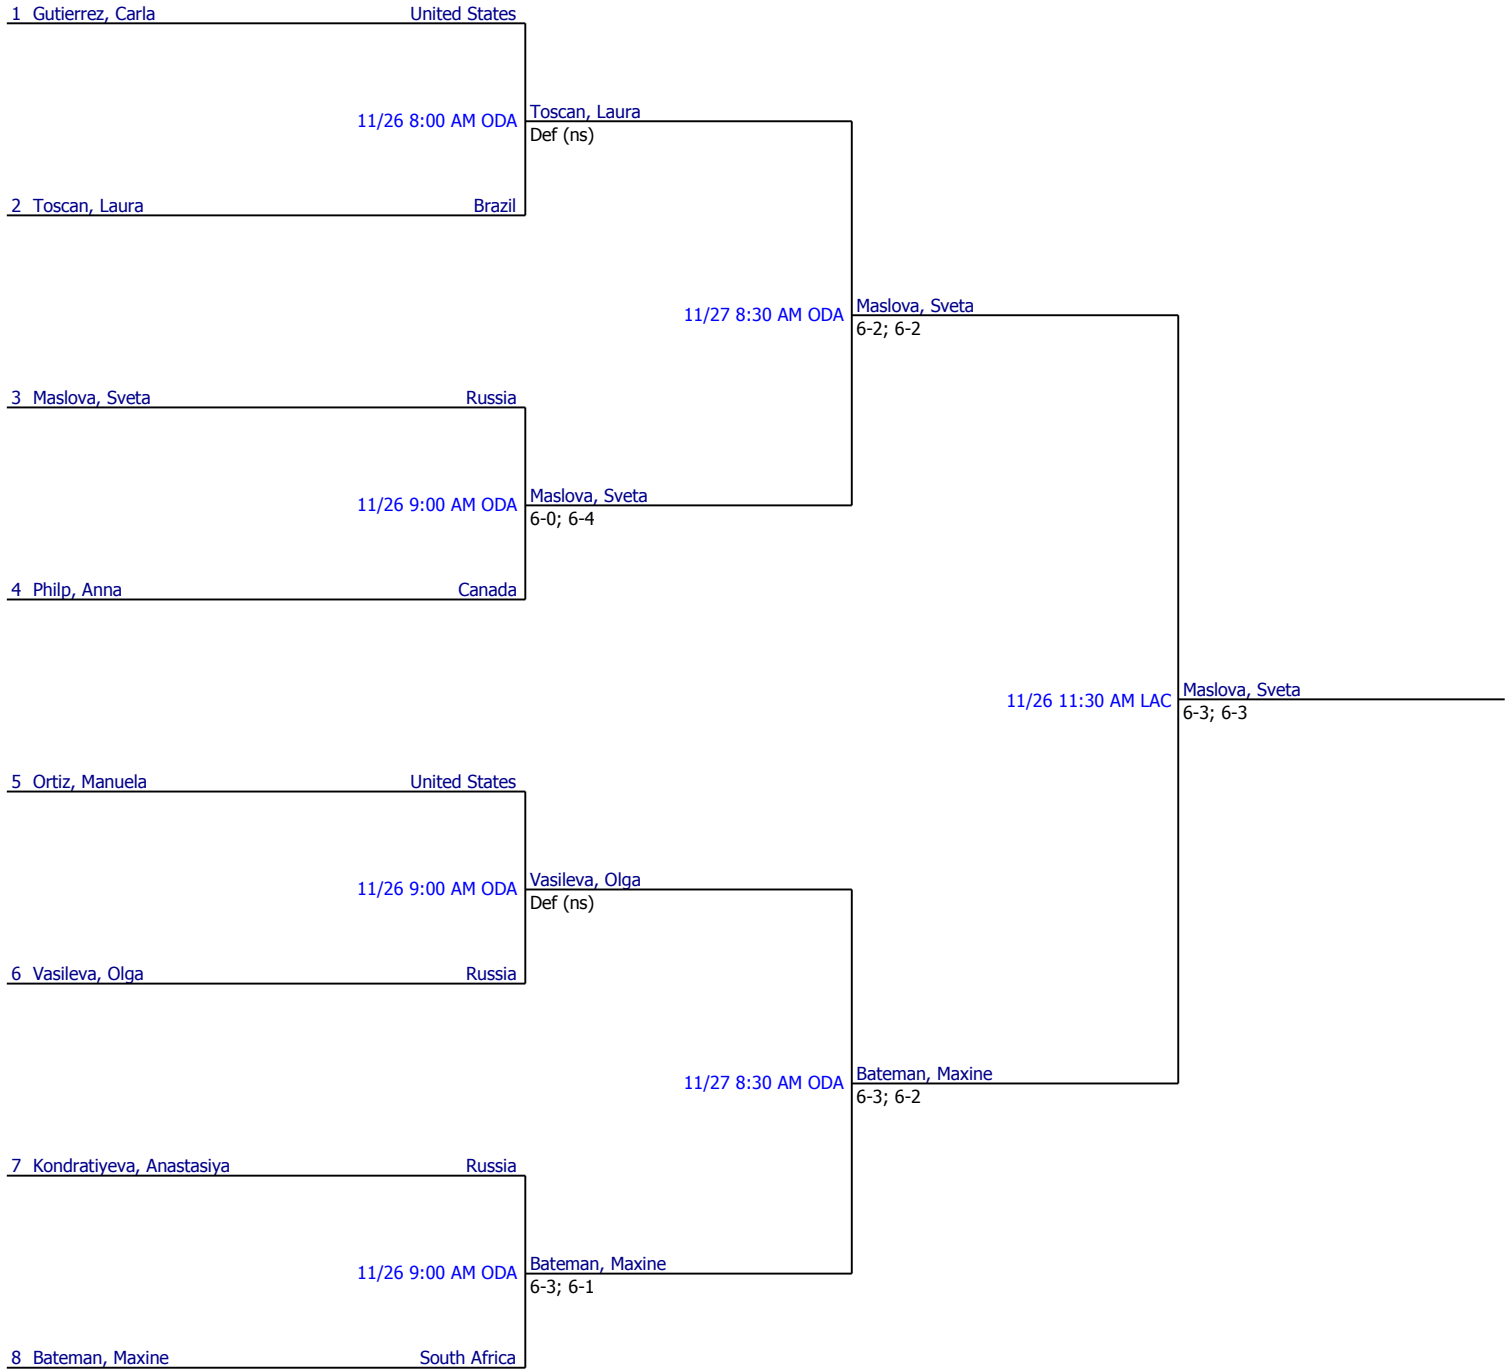 1 Gutierrez, Carla United States
11/26 8:00 AM ODA
Toscan, Laura
Def (ns)
2 Toscan, Laura Brazil
11/27 8:30 AM ODA
Maslova, Sveta
6-2; 6-2
3 Maslova, Sveta Russia
11/26 9:00 AM ODA
Maslova, Sveta
6-0; 6-4
4 Philp, Anna Canada
11/26 11:30 AM LAC
Maslova, Sveta
6-3; 6-3
5 Ortiz, Manuela United States
11/26 9:00 AM ODA
Vasileva, Olga
Def (ns)
6 Vasileva, Olga Russia
11/27 8:30 AM ODA
Bateman, Maxine
6-3; 6-2
7 Kondratiyeva, Anastasiya Russia
11/26 9:00 AM ODA
Bateman, Maxine
6-3; 6-1
8 Bateman, Maxine South Africa